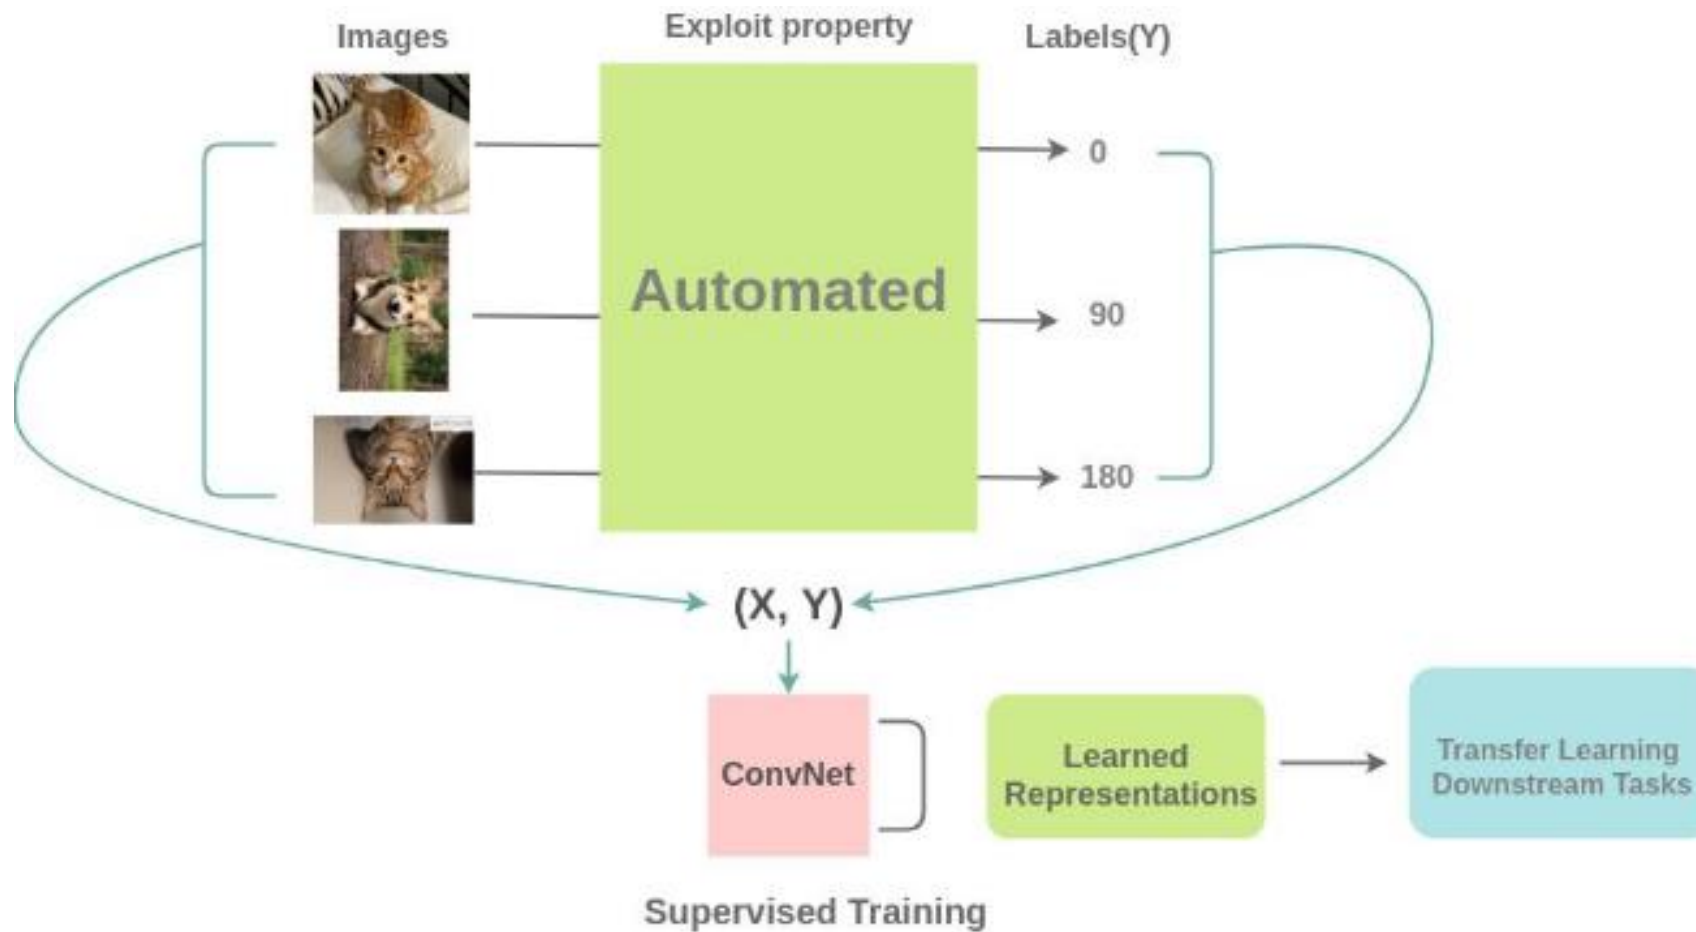 Images
Exploit property
Labels(Y)
0
Automated
90
180
(X, Y)
ConvNet
Learned
Representations
Transfer Learning
Downstream Tasks
Supervised Training